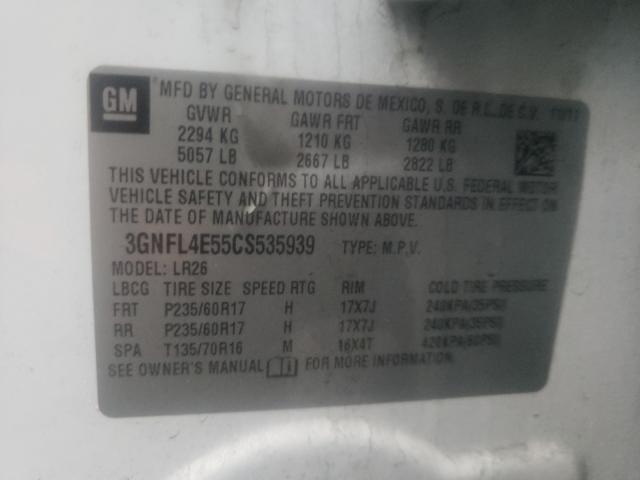 GM
*MFD BY GENERAL MOTORS DE MEXICO, S. DE R.L. DE C.V.
GVWR GAWR FRT GAWR RR
2294 KG 1210 KG 1280 KG
5057 LB 2667 LB 2822 LB
THIS VEHICLE CONFORMS TO ALL APPLICABLE U.S. FEDERAL MOTOR
VEHICLE SAFETY AND THEFT PREVENTION STANDARDS IN EFFECT ON THE
DATE OF MANUFACTURE SHOWN ABOVE.
3GNFL4E55CS535939 TYPE: M.P.V.
MODEL: LR26
LBCG TIRE SIZE SPEED RTG RIM COLD TIRE PRESSURE
FRT P235/60R17 H 17X7J 240KPA(35PSI)
RR P235/60R17 H 17X7J 240KPA(35PSI)
SPA T135/70R16 M 16X4T 420KPA(60PSI)
SEE OWNER'S MANUAL FOR MORE INFORMATION.